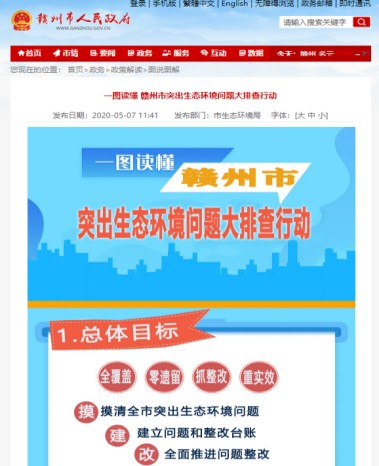 登录 | 手机版 | 繁體中文 | English | 无障碍浏览 | 政务邮箱 | 即时通讯
赣州市人民政府
WWW.GANZHOU.GOV.CN
请输入搜索关键字
首页 市情 要闻 政务 服务 互动 数据 今天：赣州 多云
您现在的位置： 首页>政务>政策解读>图说图解
一图读懂 赣州市突出生态环境问题大排查行动
发布日期：2020-05-07 11:41 发布部门：市生态环境局 字体：[大 中 小]
一图读懂
赣州市
突出生态环境问题大排查行动
1.总体目标
全覆盖 零遗留 抓整改 重实效
摸 摸清全市突出生态环境问题
建 建立问题和整改台账
改 全面推进问题整改